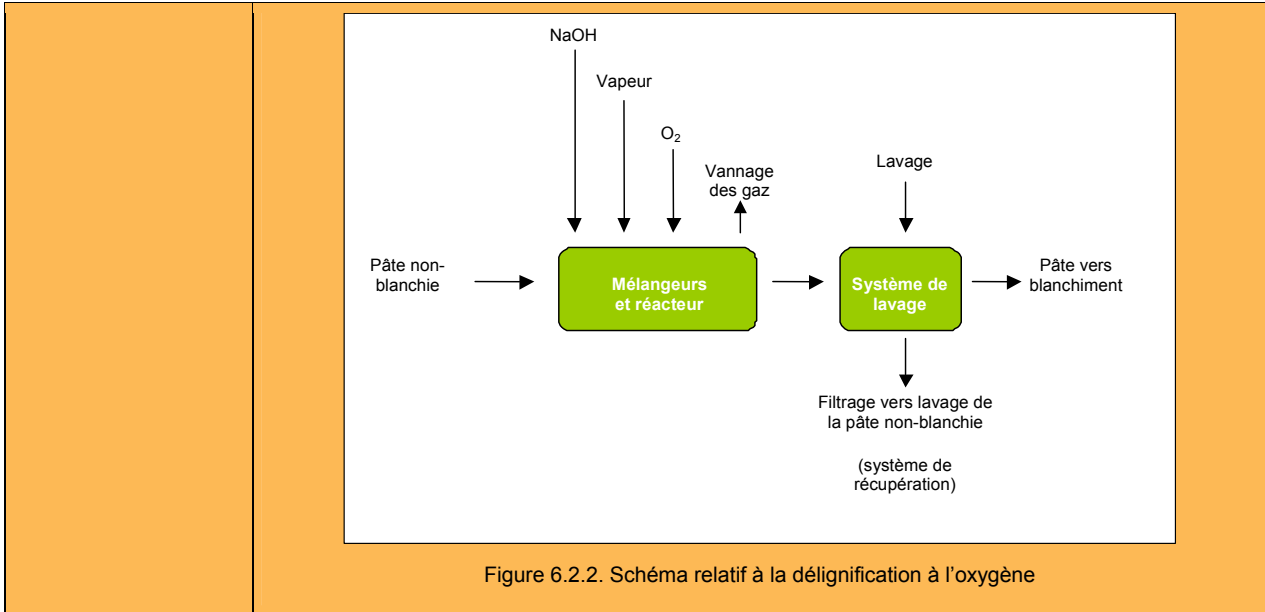 NaOH
Vapeur
O₂
Vannage
des gaz
Lavage
Pâte non-
blanchie
Mélangeurs
et réacteur
Système de
lavage
Pâte vers
blanchiment
Filtrage vers lavage de
la pâte non-blanchie
(système de
récupération)
Figure 6.2.2. Schéma relatif à la délignification à l’oxygène